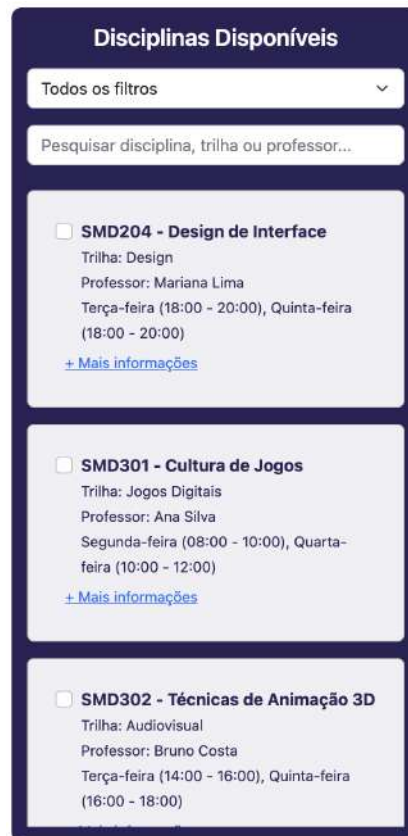 Disciplinas Disponíveis
Todos os filtros
Pesquisar disciplina, trilha ou professor...
SMD204 - Design de Interface
Trilha: Design
Professor: Mariana Lima
Terça-feira (18:00 - 20:00), Quinta-feira
(18:00 - 20:00)
+ Mais informações
SMD301 - Cultura de Jogos
Trilha: Jogos Digitais
Professor: Ana Silva
Segunda-feira (08:00 - 10:00), Quarta-
feira (10:00 - 12:00)
+ Mais informações
SMD302 - Técnicas de Animação 3D
Trilha: Audiovisual
Professor: Bruno Costa
Terça-feira (14:00 - 16:00), Quinta-feira
(16:00 - 18:00)